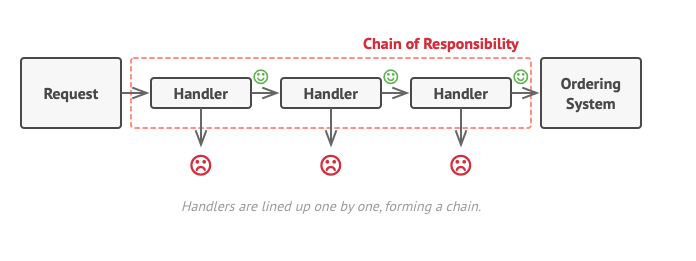 Chain of Responsibility
Request
Handler
Handler
Handler
Ordering
System
Handlers are lined up one by one, forming a chain.